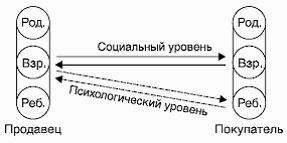 Род.
Род.
Социальный уровень
Взр.
Взр.
Психологический уровень
Реб.
Реб.
Продавец
Покупатель